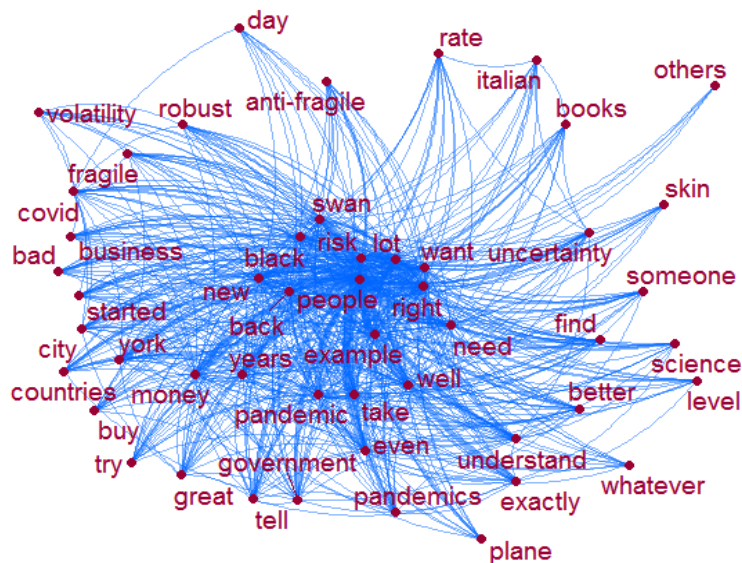 day
rate
italian
others
anti-fragile
volatility
robust
books
fragile
skin
covid
swan
business
bad
black
risk
lot
want
uncertainty
new
people
someone
started
back
right
find
city
york
years
example
need
science
countries
money
well
better
level
buy
pandemic
take
try
government
even
understand
great
tell
pandemics
exactly
whatever
plane